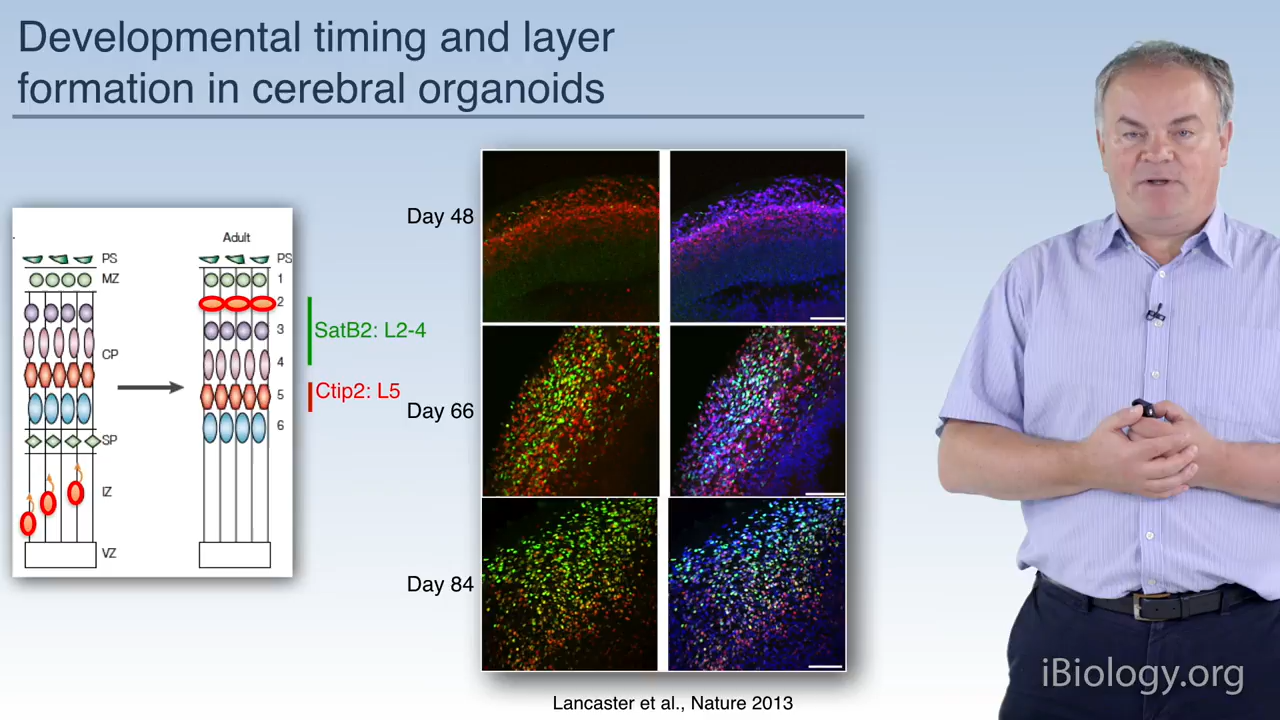 Developmental timing and layer
formation in cerebral organoids
Adult
PS
MZ
CP
SP
IZ
VZ
PS
1
2
3
4
5
6
SatB2: L2-4
Ctip2: L5
Day 48
Day 66
Day 84
Lancaster et al., Nature 2013
iBiology.org